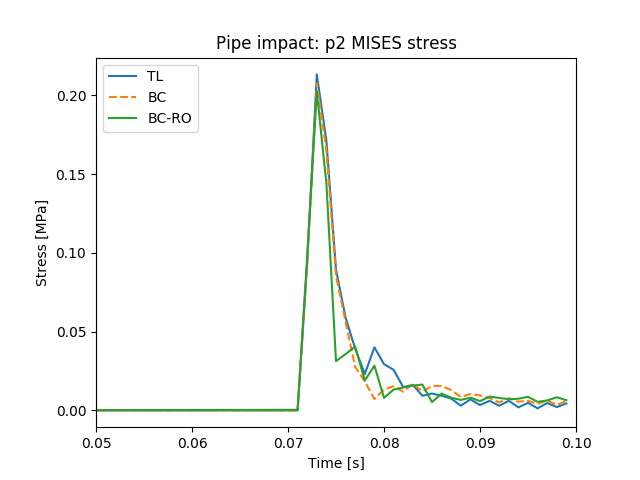 Pipe impact: p2 MISES stress
TL
BC
BC-RO
0.20
0.15
0.10
0.05
0.00
Stress [MPa]
0.05 0.06 0.07 0.08 0.09 0.10
Time [s]